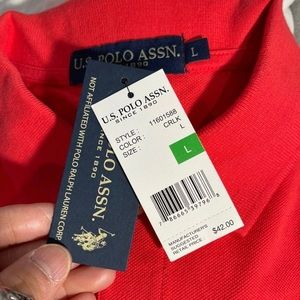 U.S. POLO ASSN.
SINCE 1890
L
NOT AFFILIATED WITH POLO RALPH LAUREN CORP.
POLO ASSN.
SINCE 1890
U.S. POLO ASSN.
SINCE 1890
STYLE : 11601588
COLOR : CRLK
SIZE : L
L
MANUFACTURER'S
SUGGESTED
RETAIL PRICE:
$42.00